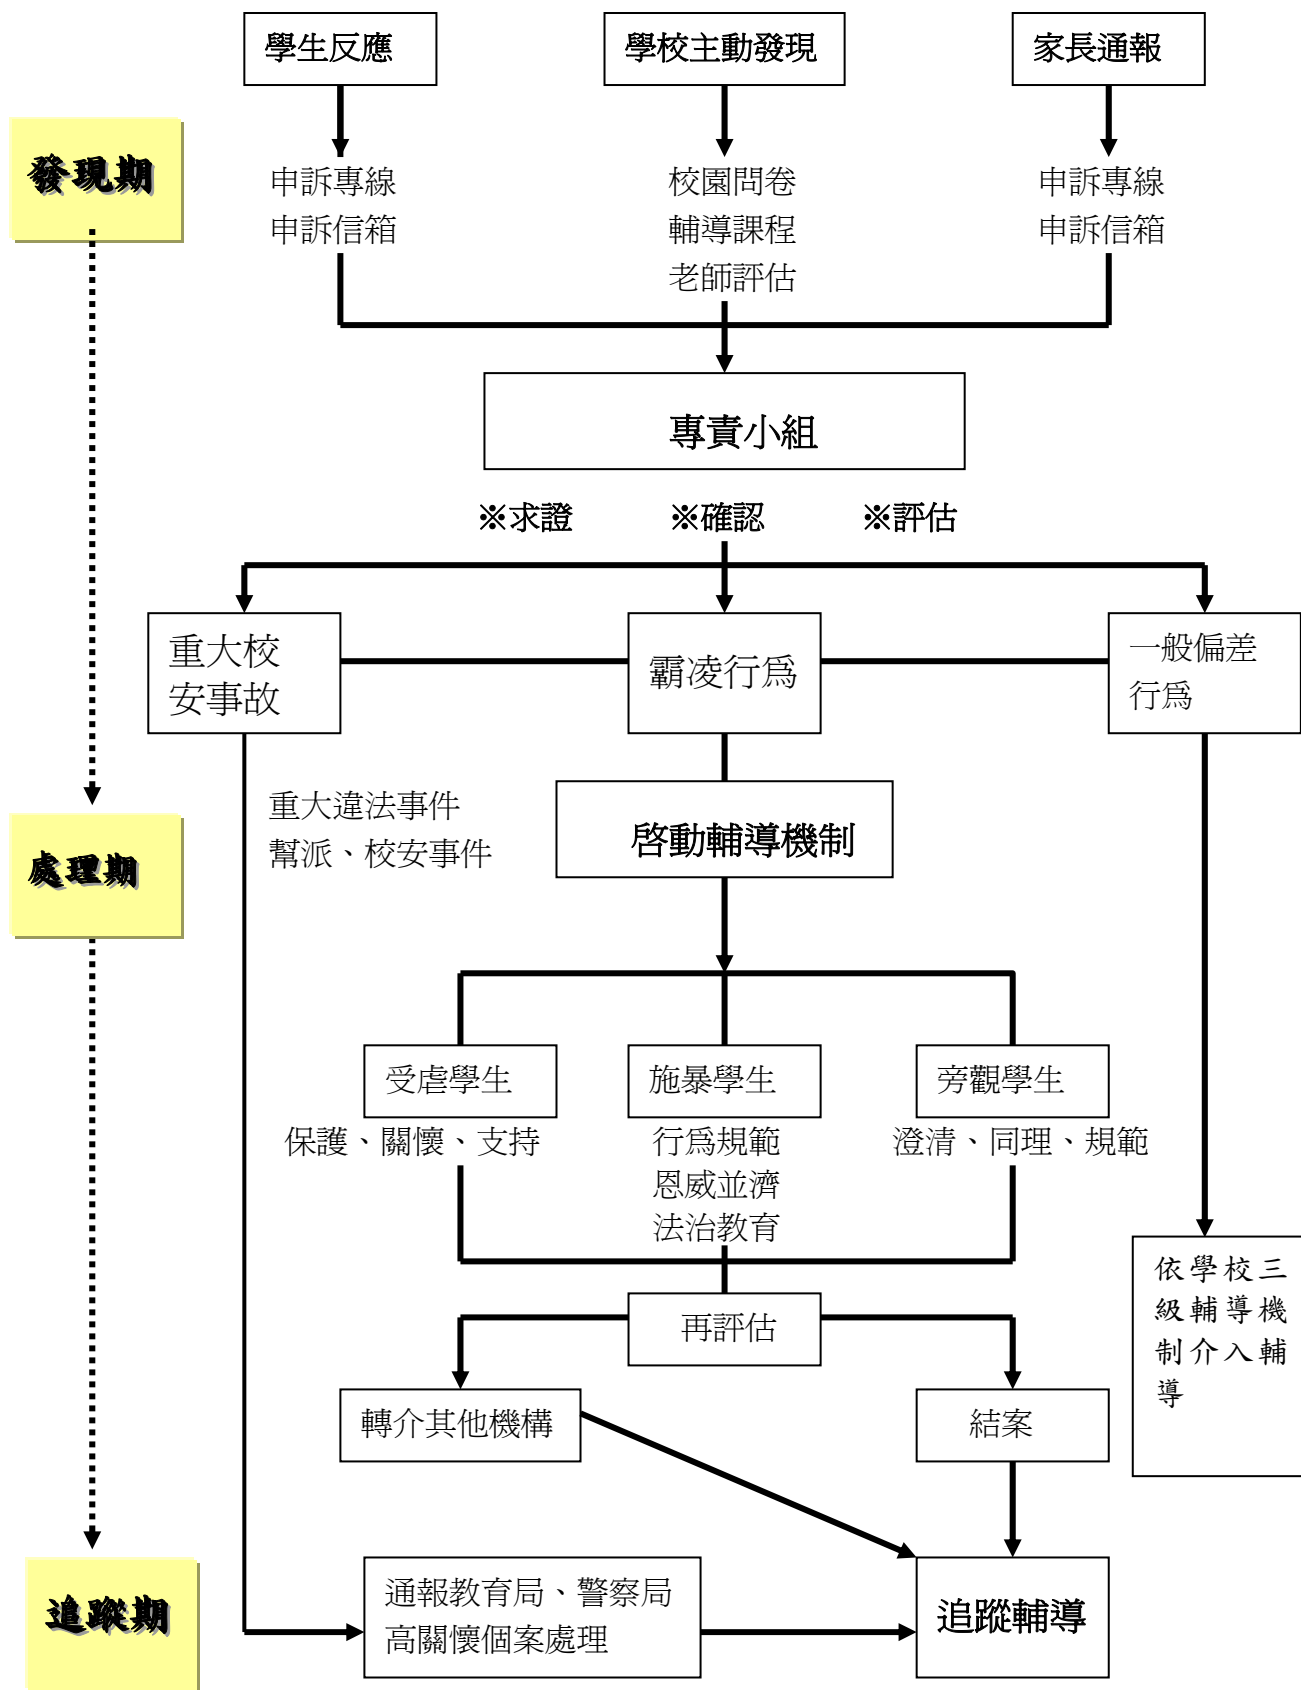 學生反應
學校主動發現
家長通報
發現期
申訴專線
申訴信箱
校園問卷
輔導課程
老師評估
申訴專線
申訴信箱
專責小組
※求證
※確認
※評估
重大校
安事故
霸凌行為
一般偏差
行為
重大違法事件
幫派、校安事件
啓動輔導機制
處理期
受虐學生
施暴學生
旁觀學生
保護、關懷、支持
行為規範
恩威並濟
法治教育
澄清、同理、規範
依學校三
級輔導機
制介入輔
導
再評估
轉介其他機構
結案
追蹤期
通報教育局、警察局
高關懷個案處理
追蹤輔導